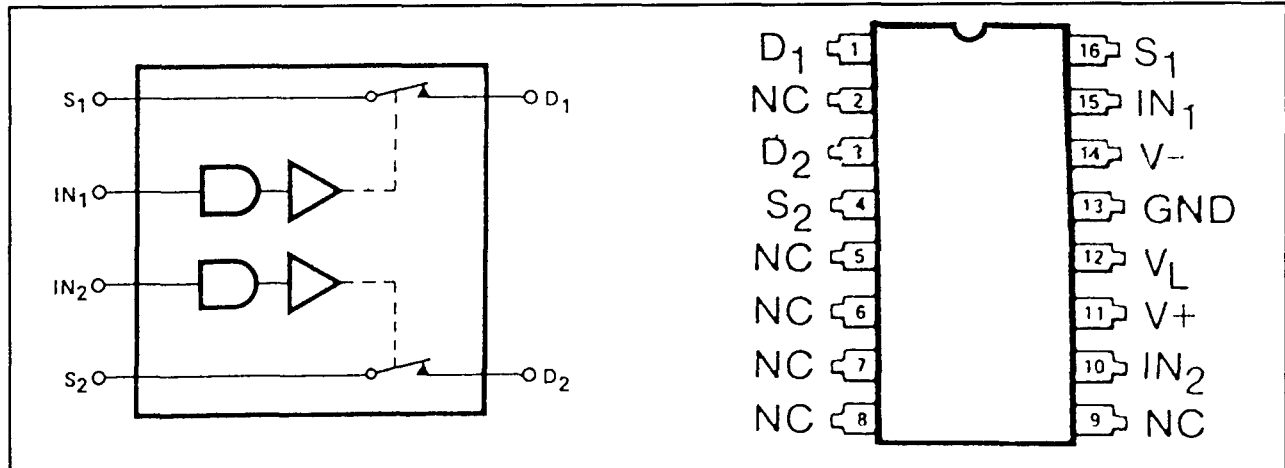 S1 D1
IN1
IN2
S2 D2
D1 1 16 S1
NC 2 15 IN1
D2 3 14 V-
S2 4 13 GND
NC 5 12 VL
NC 6 11 V+
NC 7 10 IN2
NC 8 9 NC